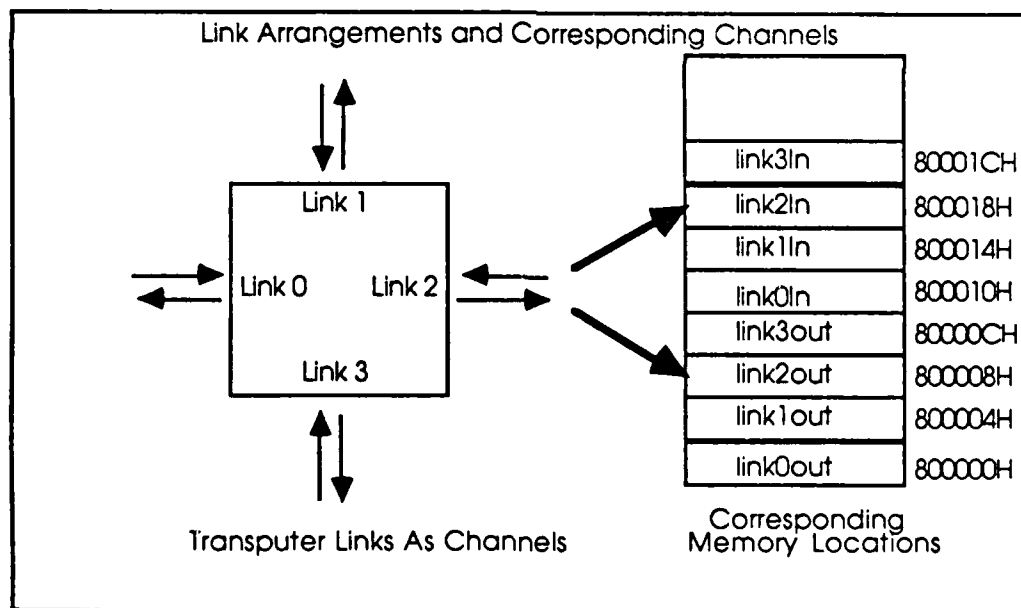 Link Arrangements and Corresponding Channels
Link 1
Link 0
Link 2
Link 3
Transputer Links As Channels
link3In 80001CH
link2In 800018H
link1In 800014H
link0In 800010H
link3out 80000CH
link2out 800008H
link1out 800004H
link0out 800000H
Corresponding
Memory Locations